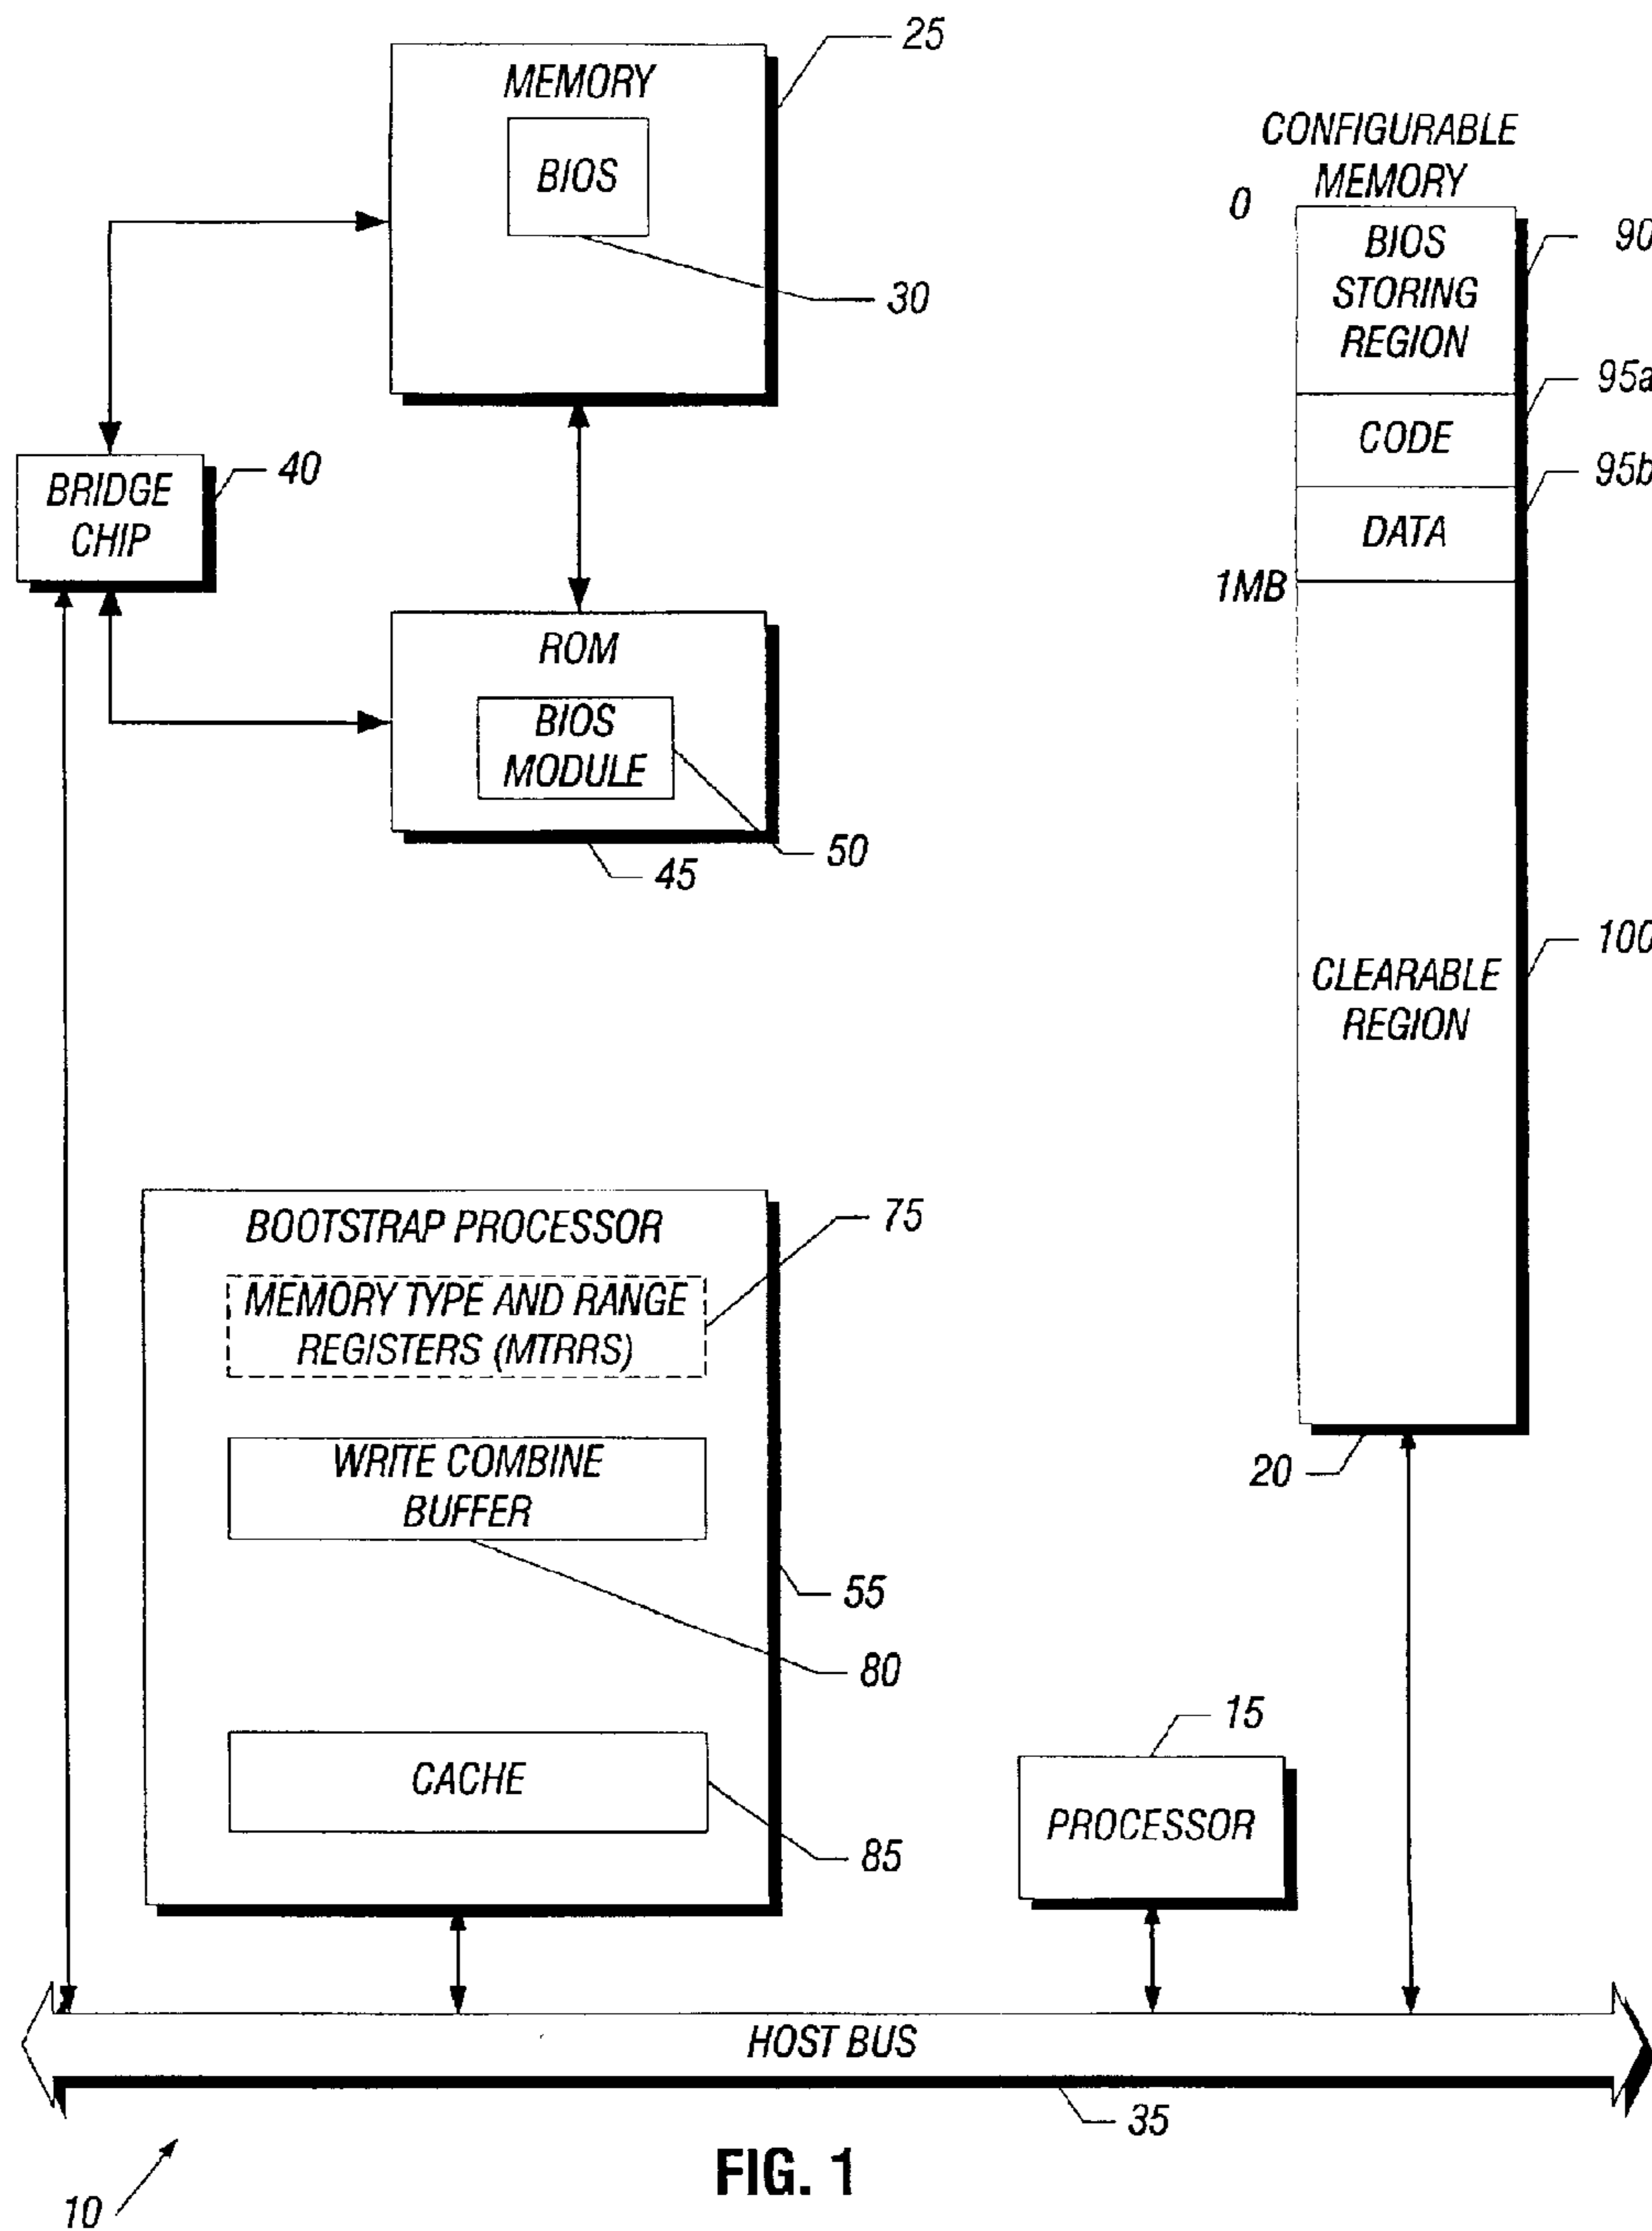 25
MEMORY
BIOS
30
CONFIGURABLE
MEMORY
0
BIOS
STORING
REGION
90
95a
CODE
95b
DATA
1MB
BRIDGE
CHIP
40
ROM
BIOS
MODULE
50
45
100
CLEARABLE
REGION
BOOTSTRAP PROCESSOR
75
MEMORY TYPE AND RANGE
REGISTERS (MTRRS)
WRITE COMBINE
BUFFER
20
55
80
CACHE
85
15
PROCESSOR
HOST BUS
35
FIG. 1
10